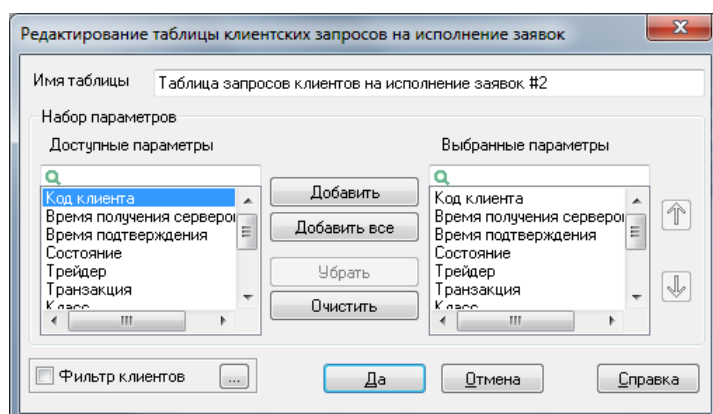 Редактирование таблицы клиентских запросов на исполнение заявок
Имя таблицы
Таблица запросов клиентов на исполнение заявок #2
Набор параметров
Доступные параметры
Код клиента
Время получения серверо
Время подтверждения
Состояние
Трейдер
Транзакция
Класс
Добавить
Добавить все
Убрать
Очистить
Выбранные параметры
Код клиента
Время получения серверо
Время подтверждения
Состояние
Трейдер
Транзакция
Класс
Фильтр клиентов
...
Да
Отмена
Справка